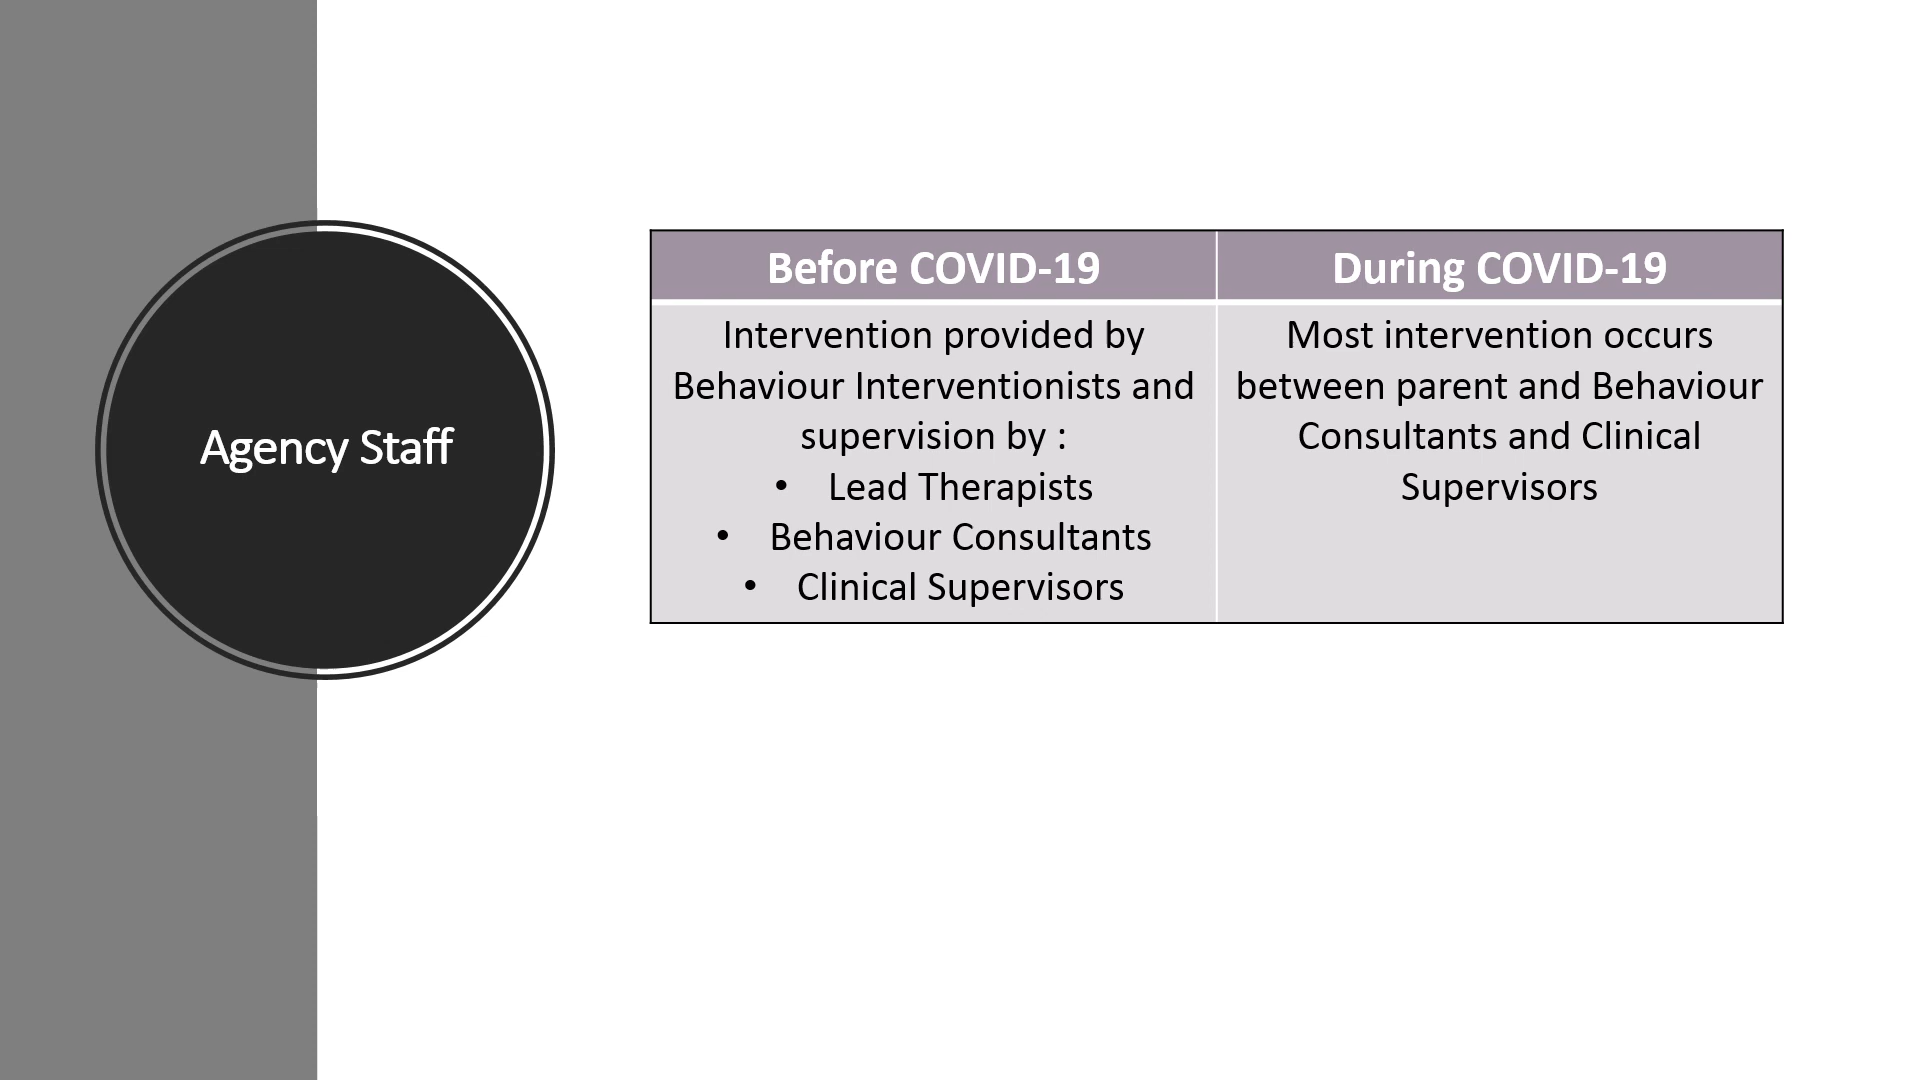 Agency Staff
Before COVID-19
Intervention provided by
Behaviour Interventionists and
supervision by :
• Lead Therapists
• Behaviour Consultants
• Clinical Supervisors
During COVID-19
Most intervention occurs
between parent and Behaviour
Consultants and Clinical
Supervisors